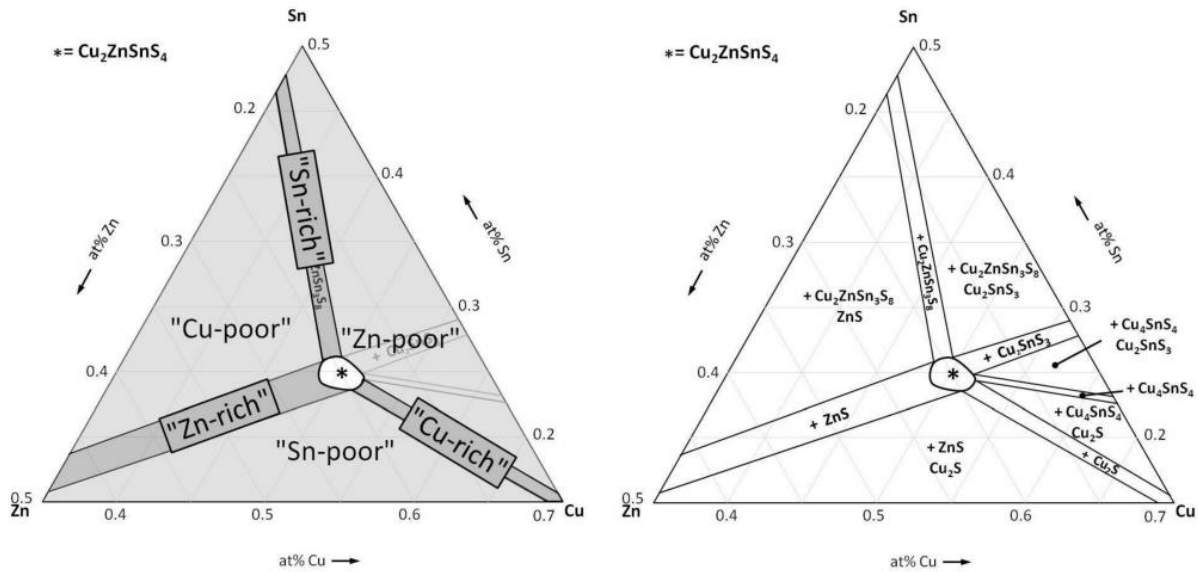 Sn
*= Cu₂ZnSnS₄
0.5
0.2
0.4
"Sn-rich"
at% Zn
at% Sn
0.3
ZnSn₃S₈
0.3
"Cu-poor"
"Zn-poor"
+ Cu
*
0.4
"Zn-rich"
"Cu-rich"
"Sn-poor"
0.2
0.5
Zn
0.4
0.5
0.6
0.7
Cu
at% Cu
Sn
*= Cu₂ZnSnS₄
0.5
0.2
0.4
at% Zn
at% Sn
0.3
+ Cu₂ZnSn₃S₈
+ Cu₂ZnSn₃S₈
Cu₂SnS₃
+ Cu₂ZnSn₃S₈
ZnS
0.3
+ Cu₄SnS₄
Cu₂SnS₃
+ Cu₂SnS₃
*
0.4
+ Cu₄SnS₄
+ ZnS
+ Cu₄SnS₄
Cu₂S
0.2
+ ZnS
Cu₂S
+ Cu₂S
0.5
Zn
0.4
0.5
0.6
0.7
Cu
at% Cu